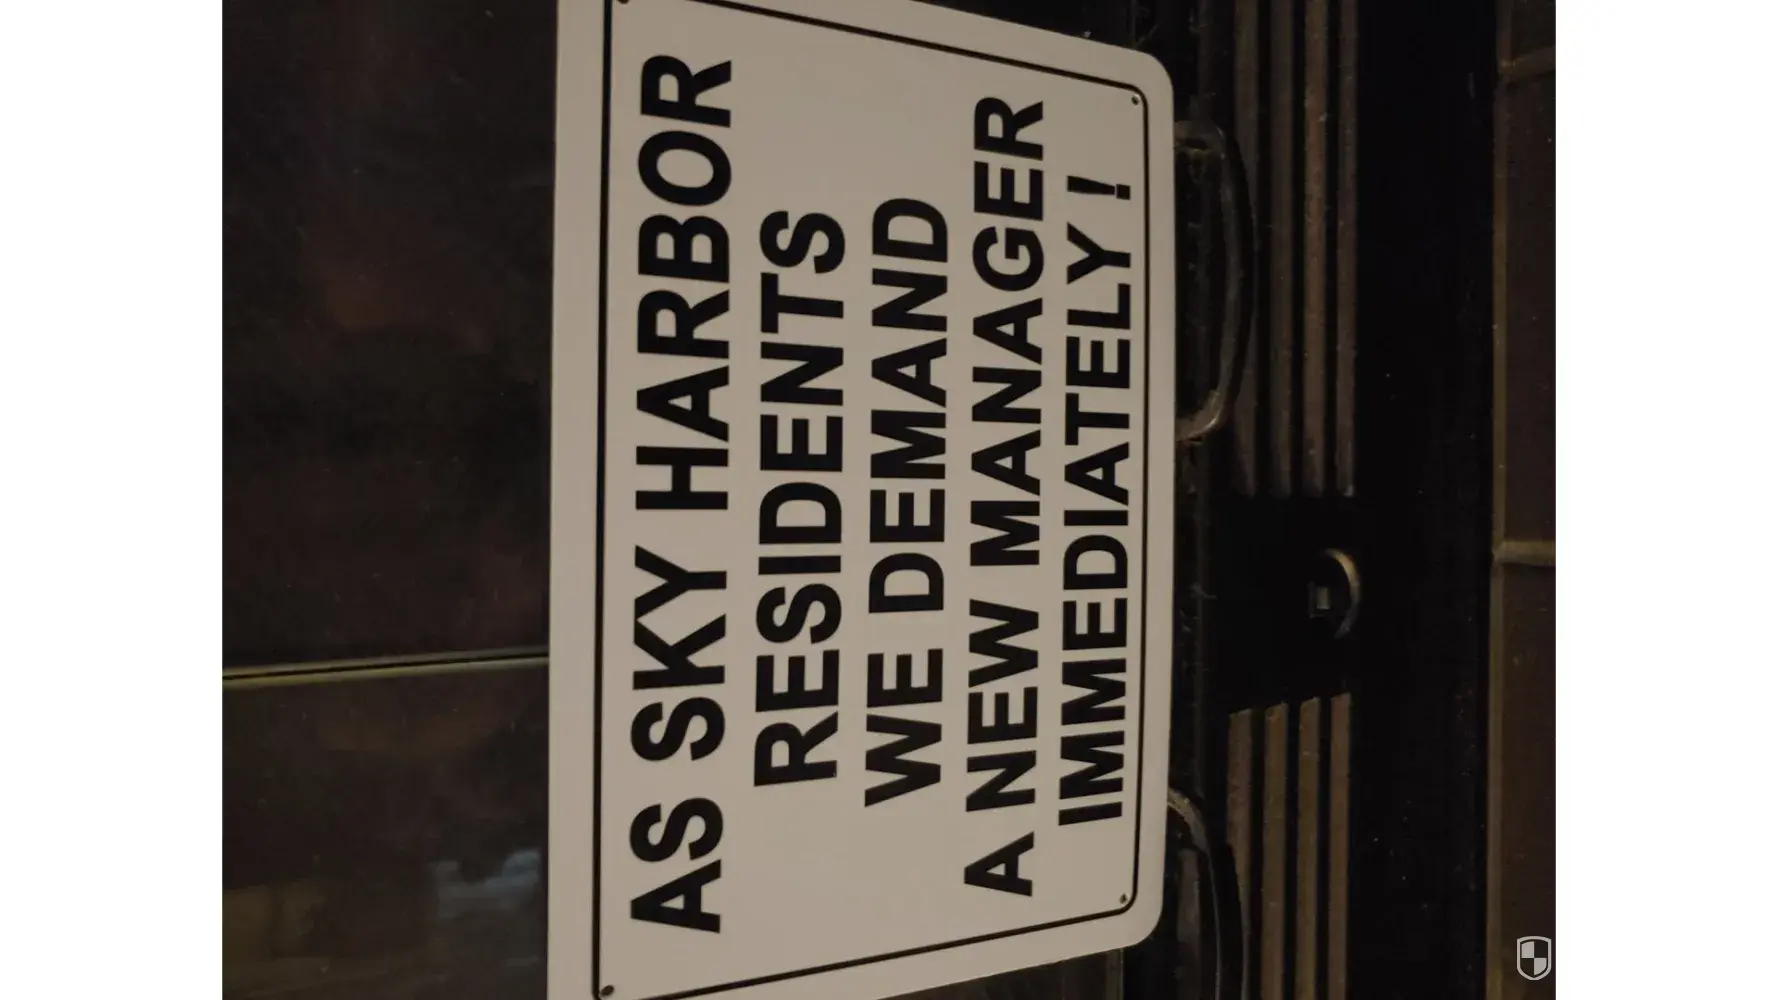 AS SKY HARBOR
RESIDENTS
WE DEMAND
A NEW MANAGER
IMMEDIATELY !